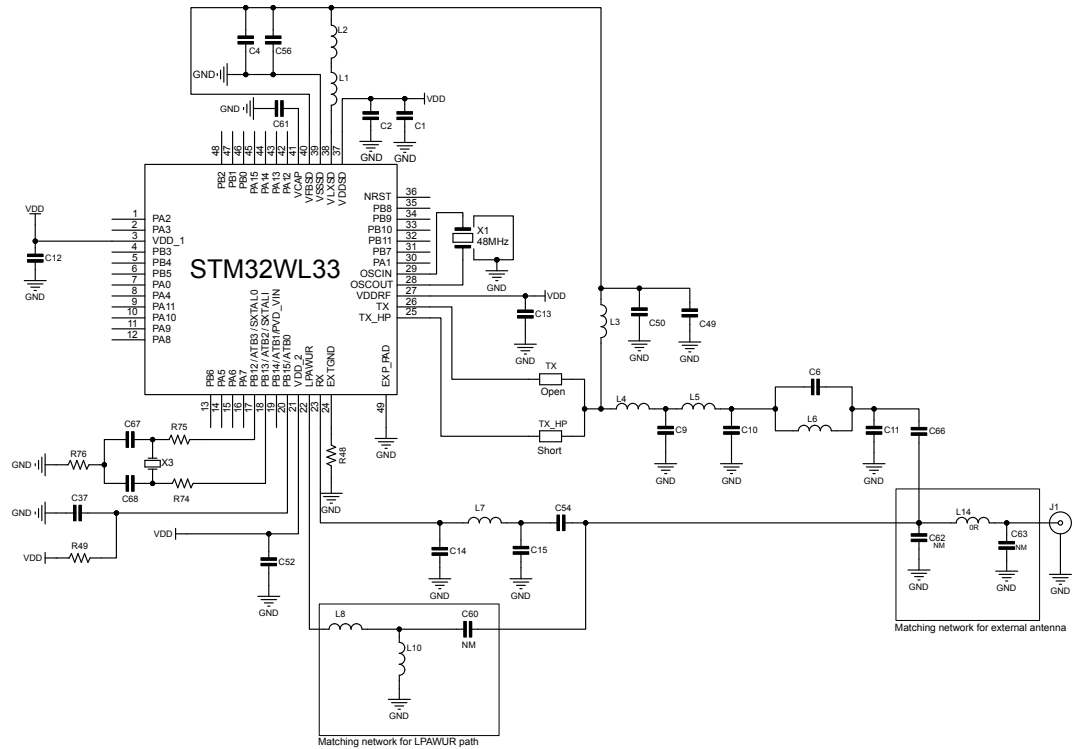 L2
C4
C56
GND
L1
GND
C61
C2
C1
VDD
GND
GND
48
47
46
45
44
43
42
41
40
39
38
37
PB2
PB1
PB0
PA15
PA14
PA13
PA12
VCAP
VFBSD
VSSSD
VLXSD
VDDSD
VDD
C12
GND
1 PA2
2 PA3
3 VDD_1
4 PB3
5 PB4
6 PB5
7 PA0
8 PA4
9 PA11
10 PA10
11 PA9
12 PA8
STM32WL33
NRST 36
PB8 35
PB9 34
PB10 33
PB11 32
PB7 31
PA1 30
OSCIN 29
OSCOUT 28
VDDRF 27
TX 26
TX_HP 25
X1
48MHz
GND
VDD
C13
GND
PB6
PA5
PA6
PA7
PB12/ATB3/SXTAL0
PB13/ATB2/SXTALI
PB14/ATB1/PVD_VIN
PB15/ATB0
VDD_2
LPAWUR
RX
EXTGND
EXP_PAD
13
14
15
16
17
18
19
20
21
22
23
24
49
GND
L3
C50
C49
GND
GND
TX
Open
TX_HP
Short
L4
L5
C6
L6
C9
C10
C11
C66
GND
GND
GND
C67
R75
GND
R76
X3
C68
R74
R48
GND
GND
C37
VDD
R49
VDD
C52
GND
L7
C54
C14
C15
GND
GND
L14
0R
J1
C62
NM
C63
NM
GND
GND
GND
Matching network for external antenna
L8
C60
NM
L10
GND
Matching network for LPAWUR path